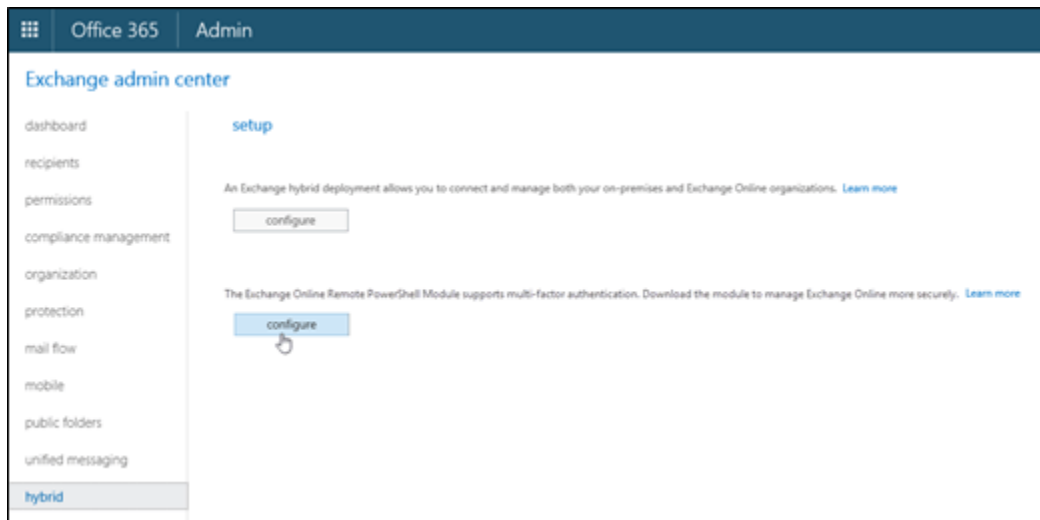 Office 365 Admin
Exchange admin center
dashboard
recipients
permissions
compliance management
organization
protection
mail flow
mobile
public folders
unified messaging
hybrid
setup
An Exchange hybrid deployment allows you to connect and manage both your on-premises and Exchange Online organizations. Learn more
configure
The Exchange Online Remote PowerShell Module supports multi-factor authentication. Download the module to manage Exchange Online more securely. Learn more
configure